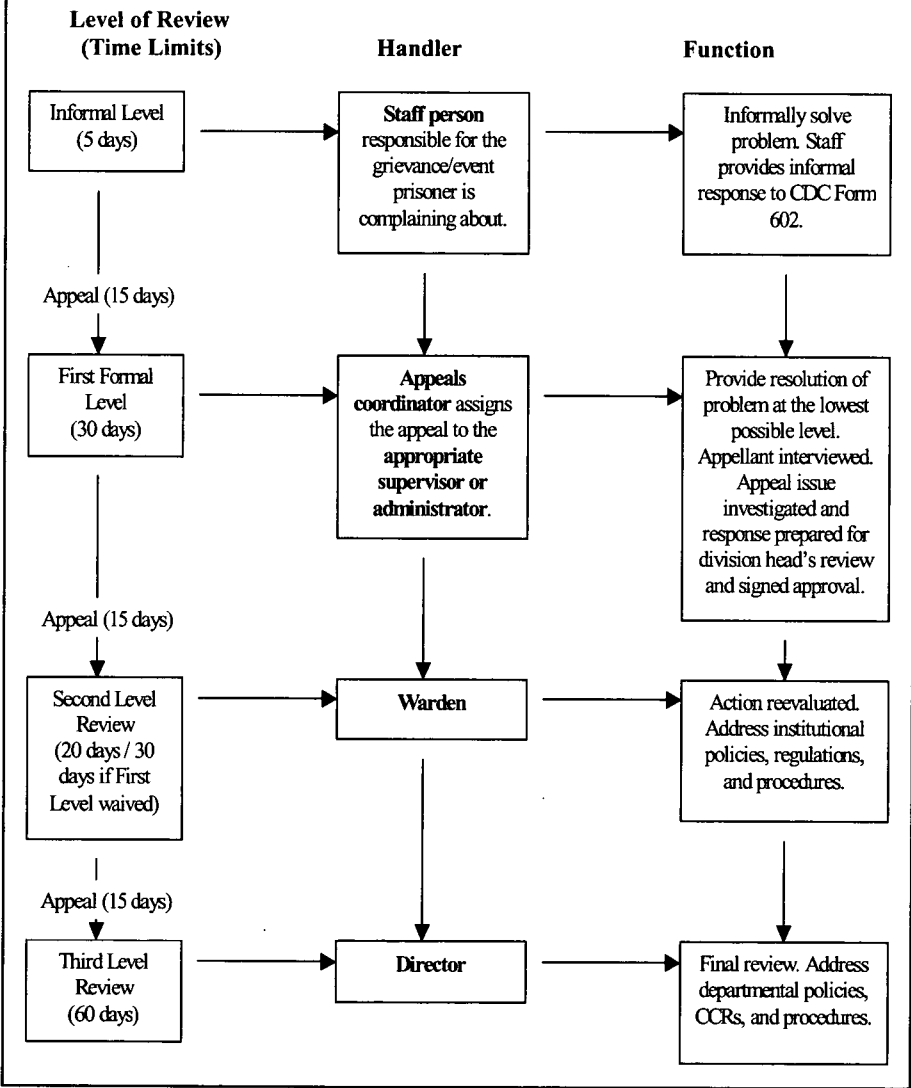 Level of Review
(Time Limits)
Handler
Function
Informal Level
(5 days)
Staff person
responsible for the
grievance/event
prisoner is
complaining about.
Informally solve
problem. Staff
provides informal
response to CDC Form
602.
Appeal (15 days)
First Formal
Level
(30 days)
Appeals
coordinator assigns
the appeal to the
appropriate
supervisor or
administrator.
Provide resolution of
problem at the lowest
possible level.
Appellant interviewed.
Appeal issue
investigated and
response prepared for
division head's review
and signed approval.
Appeal (15 days)
Second Level
Review
(20 days / 30
days if First
Level waived)
Warden
Action reevaluated.
Address institutional
policies, regulations,
and procedures.
Appeal (15 days)
Third Level
Review
(60 days)
Director
Final review. Address
departmental policies,
CCRs, and procedures.